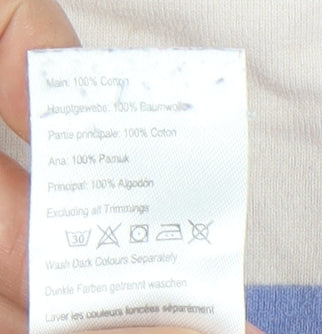 Main: 100% Cotton
Hauptgewebe: 100% Baumwolle
Partie principale: 100% Coton
Ana: 100% Pamuk
Principal: 100% Algodón
Excluding all Trimmings
30
Wash Dark Colours Separately
Dunkle Farben getrennt waschen
Laver les couleurs foncées séparément